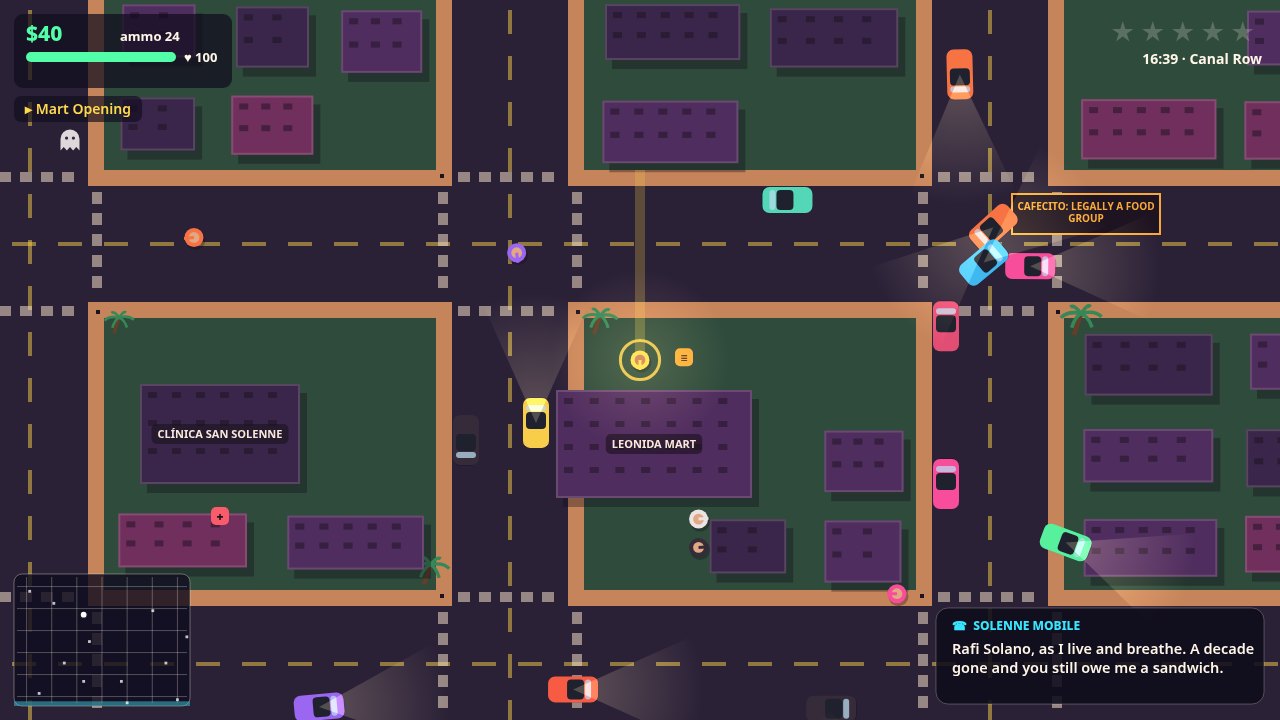 $40
ammo 24
♥ 100
▸ Mart Opening
★★★★★
16:39 · Canal Row
CAFECITO: LEGALLY A FOOD
GROUP
CLÍNICA SAN SOLENNE
LEONIDA MART
☎ SOLENNE MOBILE
Rafi Solano, as I live and breathe. A decade
gone and you still owe me a sandwich.